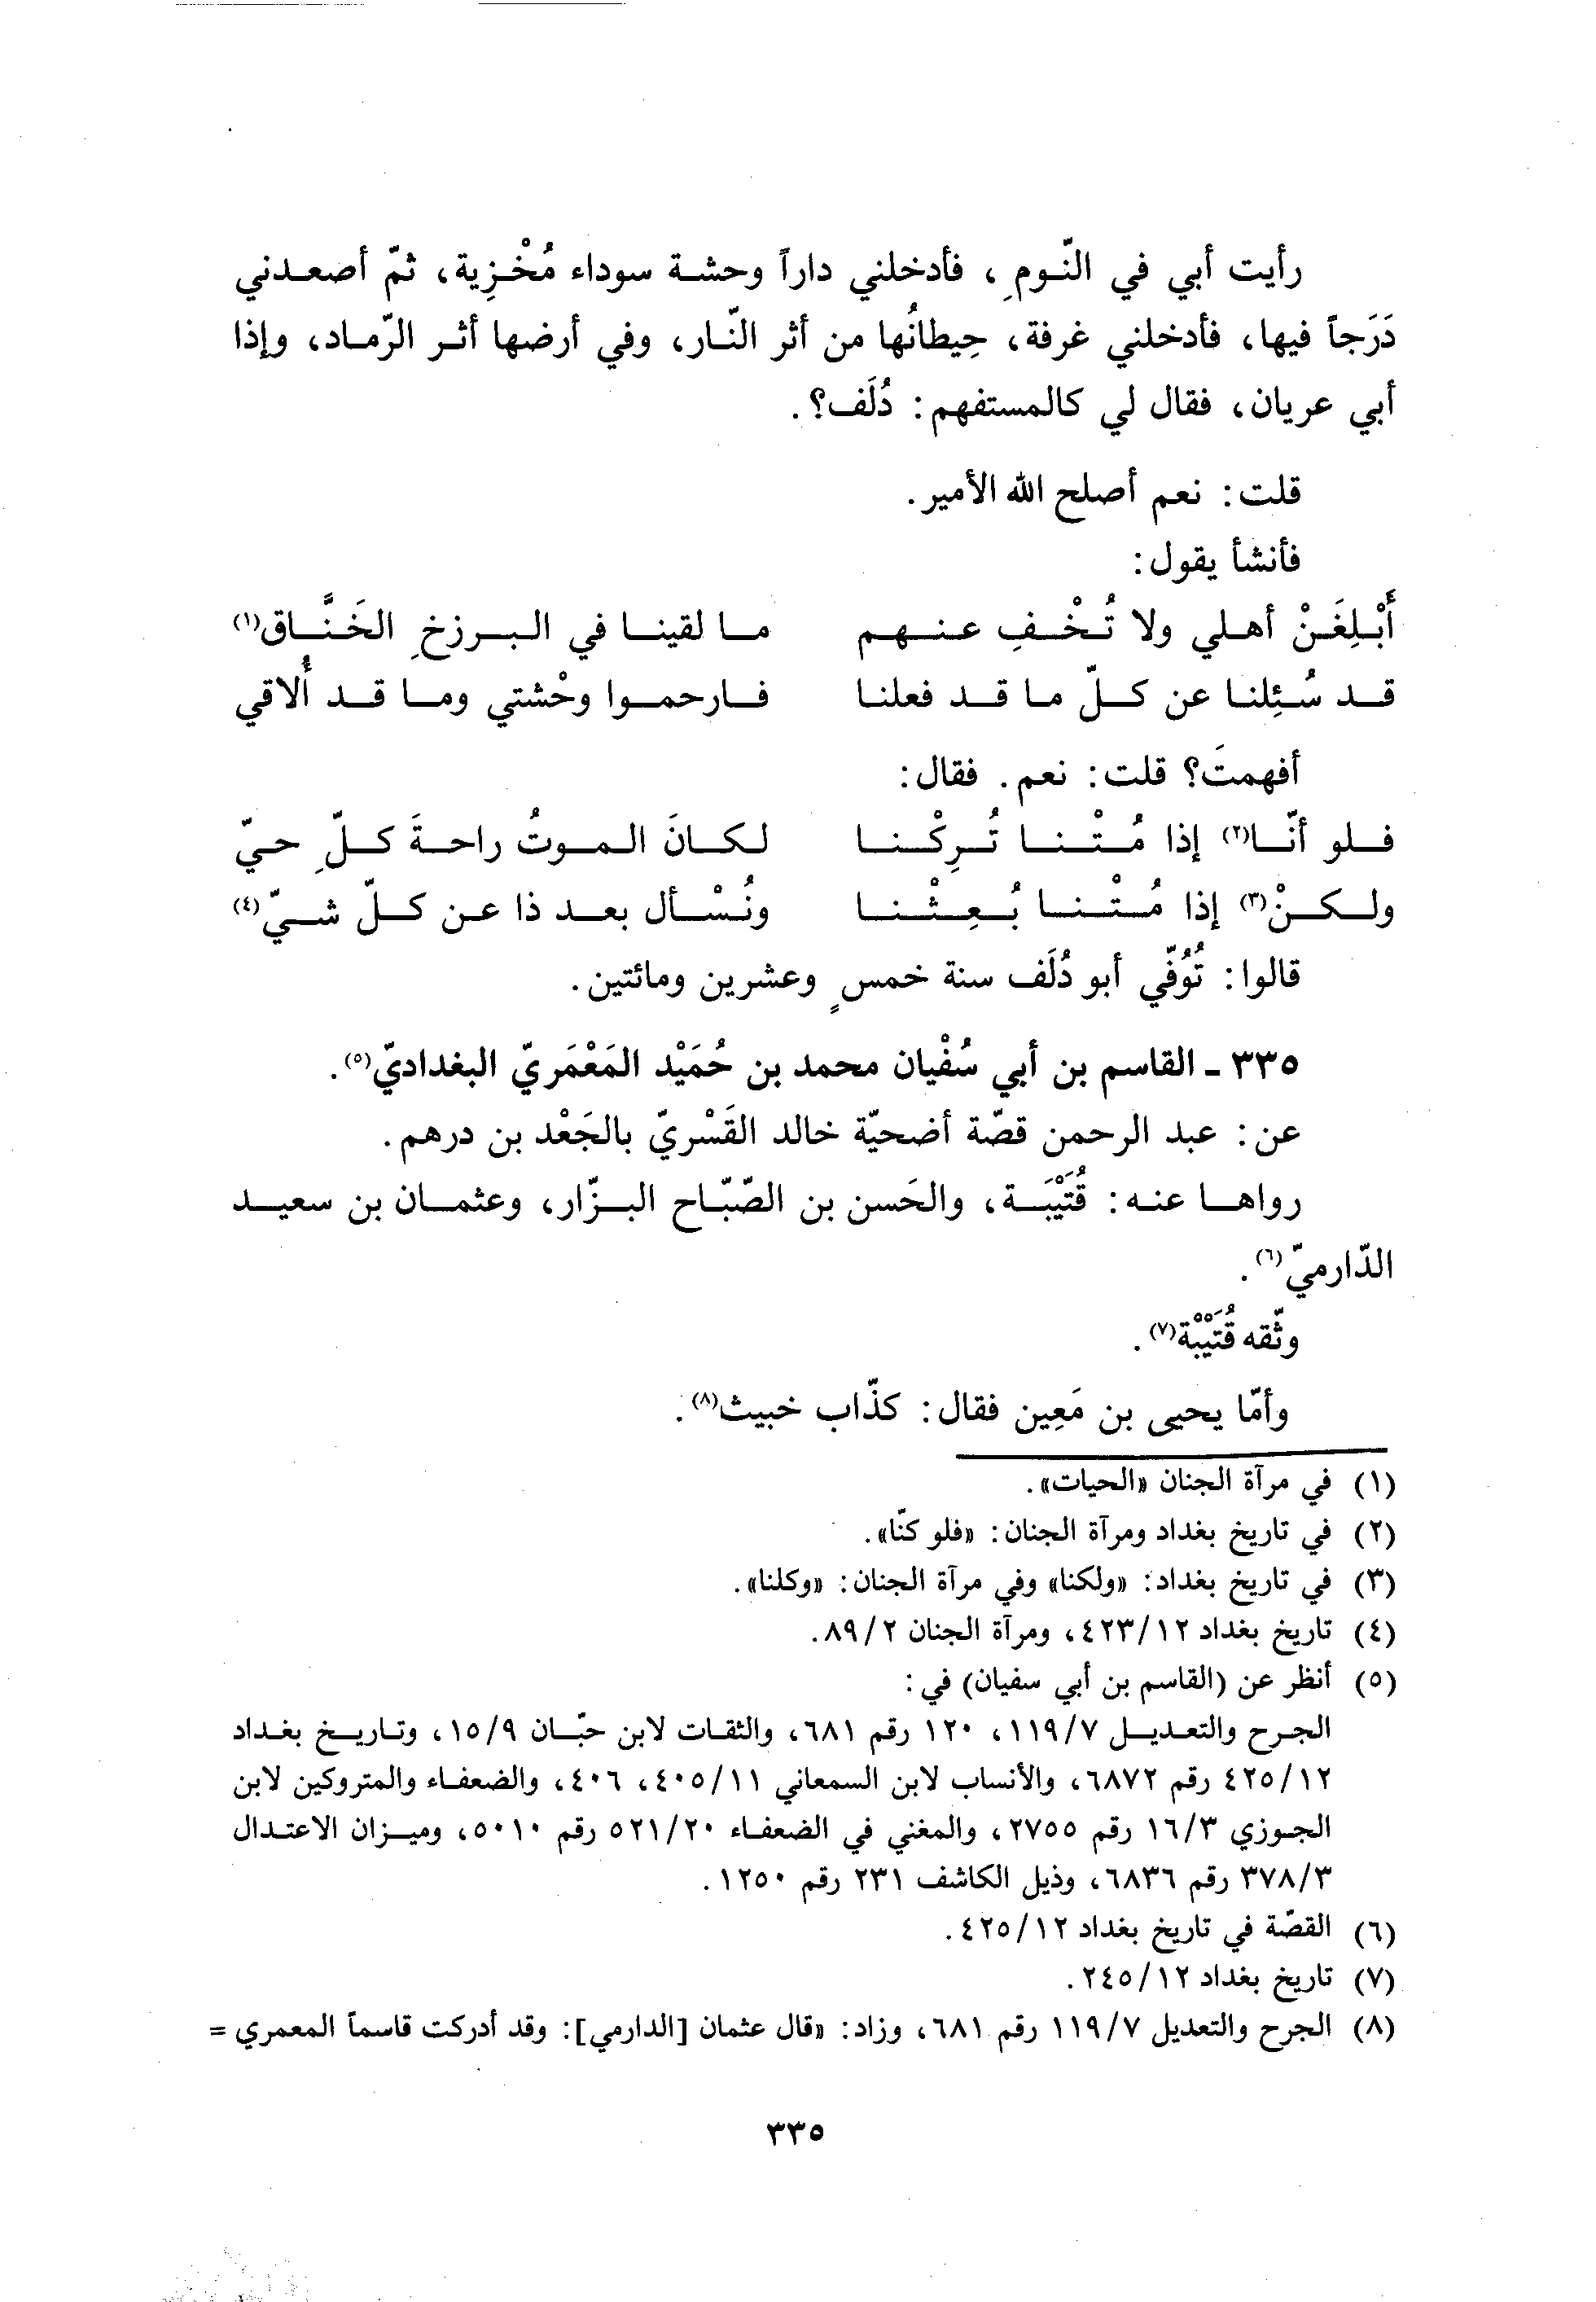 رأيت أبي في النّوم، فأدخلني داراً وحشة سوداء مُخْزِية، ثمّ أصعدني
دَرَجاً فيها، فأدخلني غرفة، حِيطانُها من أثر النّار، وفي أرضها أثر الرّماد، وإذا
أبي عريان، فقال لي كالمستفهم: دُلَف؟.
قلت: نعم أصلح الله الأمير.
فأنشأ يقول:
أَبْلِغَنْ أهلي ولا تُخْفِ عنهم ما لقينا في البرزخِ الخَنَّاق(١)
قد سُئِلنا عن كلّ ما قد فعلنا فارحموا وحْشتي وما قد أُلاقي
أفهمتَ؟ قلت: نعم. فقال:
فلو أنّا(٢) إذا مُتْنا تُرِكْنا لكانَ الموتُ راحةَ كلِّ حيّ
ولكنْ(٣) إذا مُتْنا بُعِثْنا ونُسْأل بعد ذا عن كلّ شيّ(٤)
قالوا: تُوُفّي أبو دُلَف سنة خمسٍ وعشرين ومائتين.
٣٣٥ - القاسم بن أبي سُفْيان محمد بن حُمَيْد المَعْمَريّ البغداديّ(٥).
عن: عبد الرحمن قصّة أضحيّة خالد القَسْريّ بالجَعْد بن درهم.
رواها عنه: قُتَيْبَة، والحَسن بن الصّبّاح البزّار، وعثمان بن سعيد
الدّارميّ(٦).
وثّقه قُتَيْبْة(٧).
وأمّا يحيى بن مَعِين فقال: كذّاب خبيث(٨).
(١) في مرآة الجنان «الحيات».
(٢) في تاريخ بغداد ومرآة الجنان: «فلو كنّا».
(٣) في تاريخ بغداد: «ولكنا» وفي مرآة الجنان: «وكلنا».
(٤) تاريخ بغداد ٤٢٣/١٢، ومرآة الجنان ٨٩/٢.
(٥) أنظر عن (القاسم بن أبي سفيان) في:
الجرح والتعديل ١١٩/٧، ١٢٠ رقم ٦٨١، والثقات لابن حبّان ١٥/٩، وتاريخ بغداد
٤٢٥/١٢ رقم ٦٨٧٢، والأنساب لابن السمعاني ٤٠٥/١١، ٤٠٦، والضعفاء والمتروكين لابن
الجوزي ١٦/٣ رقم ٢٧٥٥، والمغني في الضعفاء ٥٢١/٢٠ رقم ٥٠١٠، وميزان الاعتدال
٣٧٨/٣ رقم ٦٨٣٦، وذيل الكاشف ٢٣١ رقم ١٢٥٠.
(٦) القصّة في تاريخ بغداد ٤٢٥/١٢.
(٧) تاريخ بغداد ٢٤٥/١٢.
(٨) الجرح والتعديل ١١٩/٧ رقم ٦٨١، وزاد: «قال عثمان [الدارمي]: وقد أدركت قاسماً المعمري =
٣٣٥